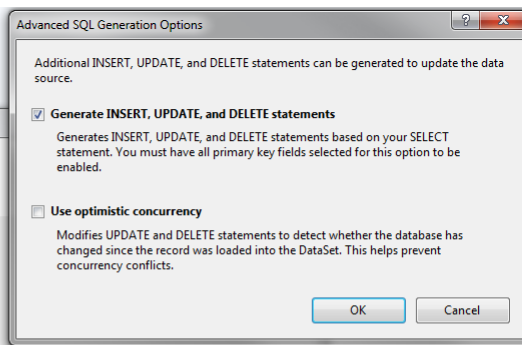 Advanced SQL Generation Options
Additional INSERT, UPDATE, and DELETE statements can be generated to update the data
source.
Generate INSERT, UPDATE, and DELETE statements
Generates INSERT, UPDATE, and DELETE statements based on your SELECT
statement. You must have all primary key fields selected for this option to be
enabled.
Use optimistic concurrency
Modifies UPDATE and DELETE statements to detect whether the database has
changed since the record was loaded into the DataSet. This helps prevent
concurrency conflicts.
OK Cancel